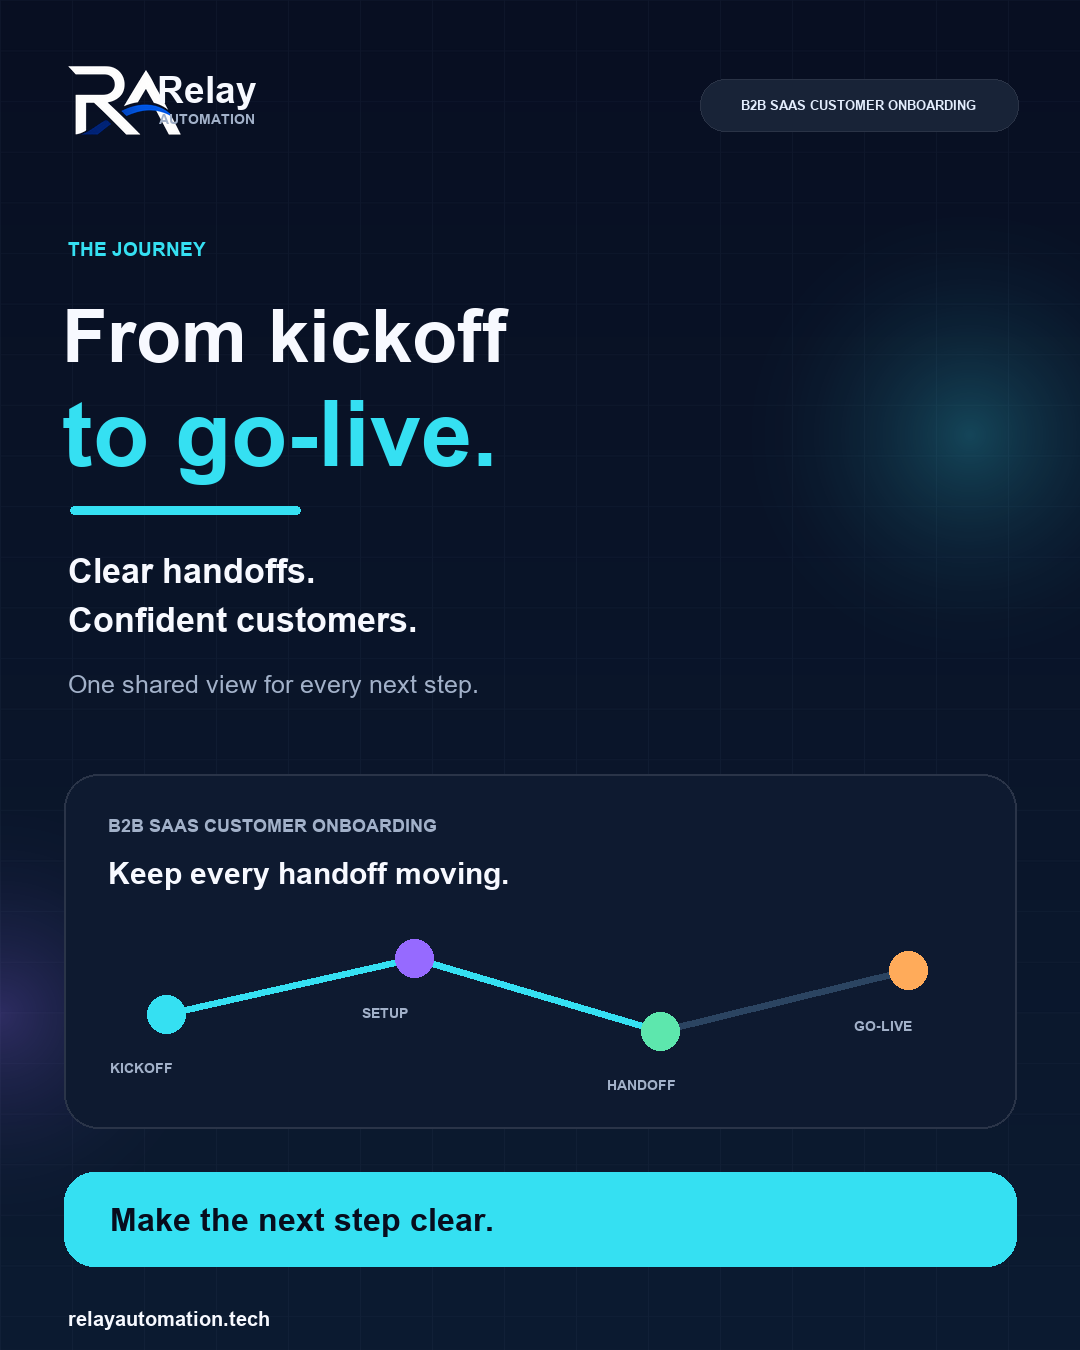 RA Relay
AUTOMATION
B2B SAAS CUSTOMER ONBOARDING
THE JOURNEY
From kickoff
to go-live.
Clear handoffs.
Confident customers.
One shared view for every next step.
B2B SAAS CUSTOMER ONBOARDING
Keep every handoff moving.
KICKOFF
SETUP
HANDOFF
GO-LIVE
Make the next step clear.
relayautomation.tech